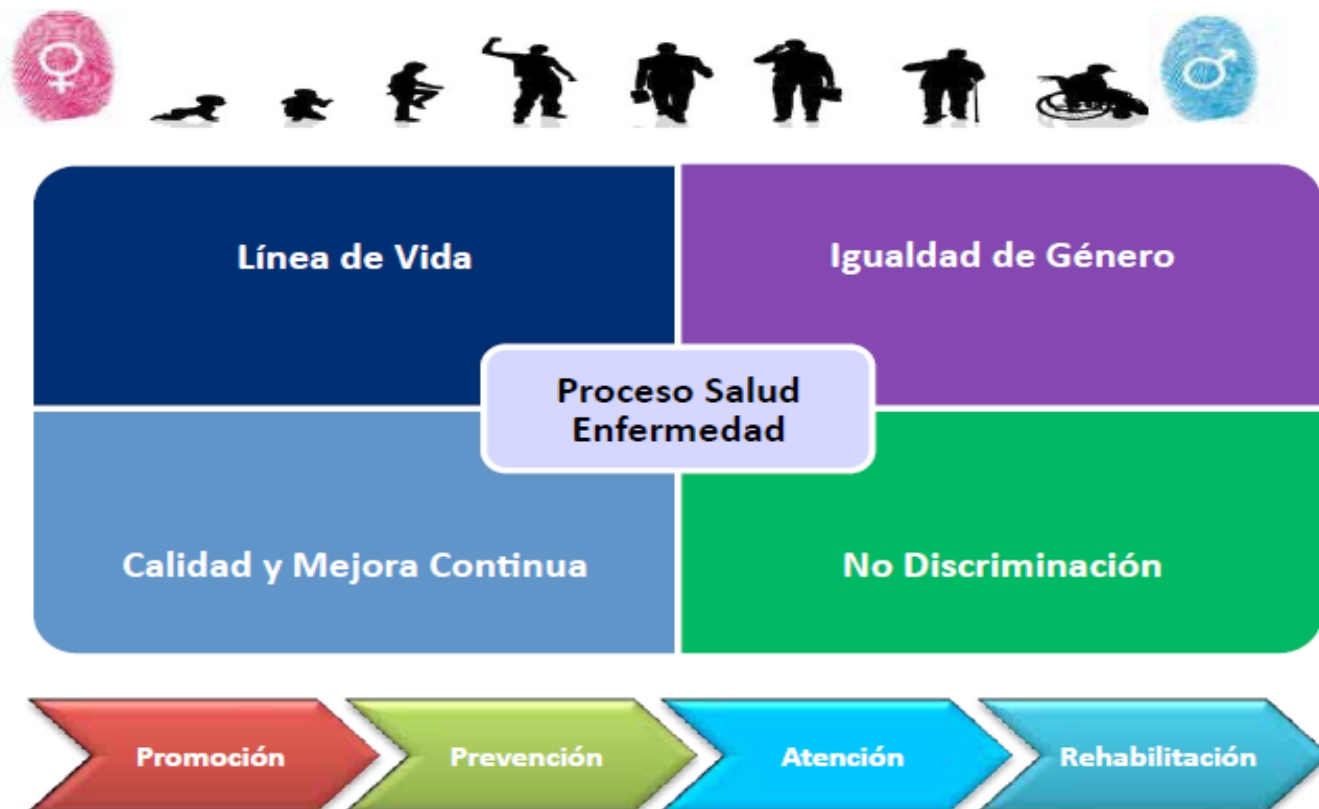 Línea de Vida
Igualdad de Género
Proceso Salud
Enfermedad
Calidad y Mejora Continua
No Discriminación
Promoción
Prevención
Atención
Rehabilitación